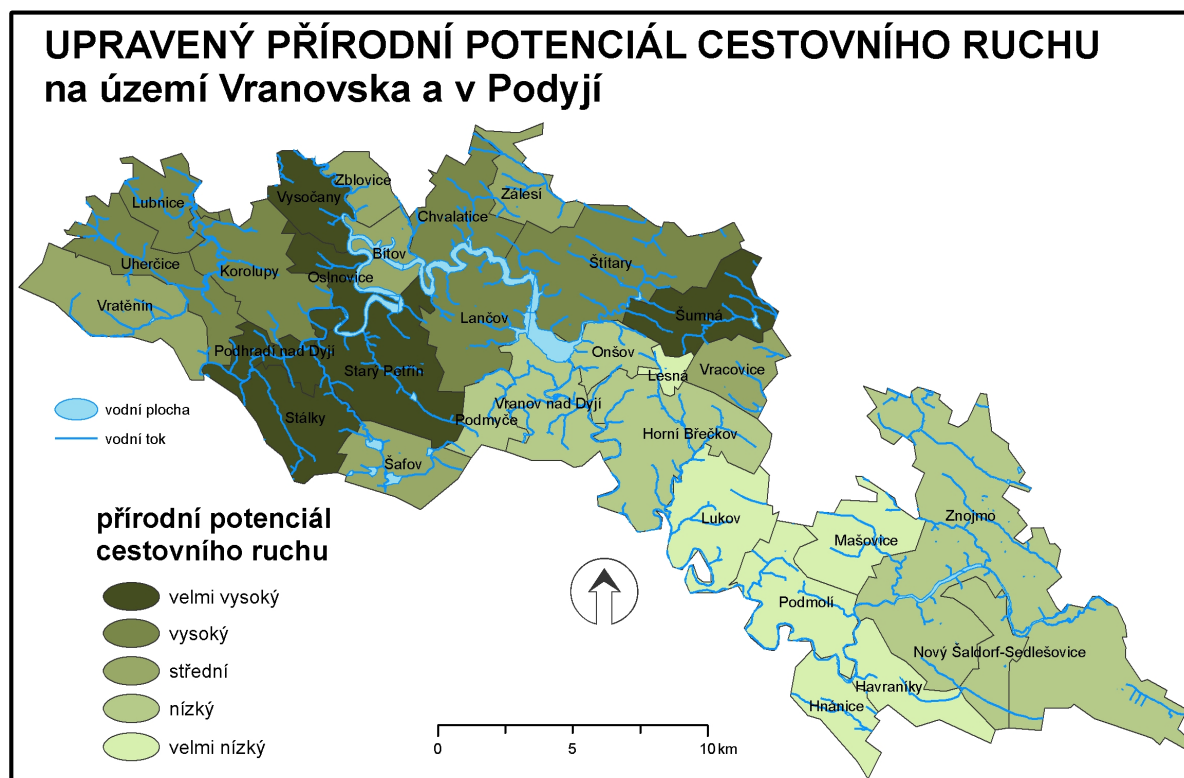 UPRAVENÝ PŘÍRODNÍ POTENCIÁL CESTOVNÍHO RUCHU
na území Vranovska a v Podyjí
Zblovice
Vysočany
Zálesí
Lubnice
Chvalatice
Bítov
Štítary
Uherčice
Korolupy
Oslnovice
Vratěnín
Lančov
Šumná
Podhradí nad Dyjí
Onšov
Starý Petřín
Lesná
Vracovice
vodní plocha
Vranov nad Dyjí
Stálky
Podmyče
vodní tok
Horní Břečkov
Šafov
přírodní potenciál
cestovního ruchu
Lukov
Znojmo
Mašovice
velmi vysoký
Podmolí
vysoký
Nový Šaldorf-Sedlešovice
střední
Havraníky
Hnánice
nízký
velmi nízký
0 5 10 km